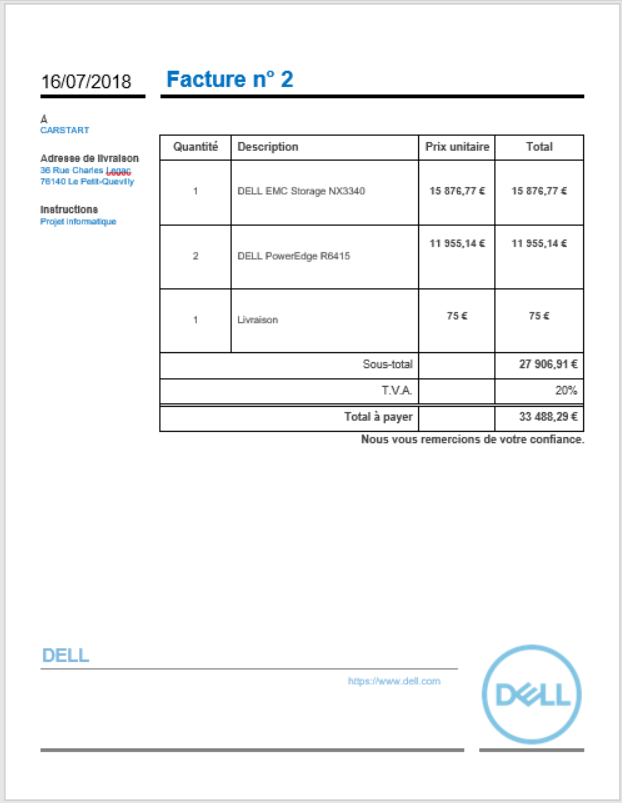 16/07/2018
Facture n° 2
À
CARSTART
Adresse de livraison
36 Rue Charles Legac
76140 Le Petit-Quevilly
Instructions
Projet informatique
Quantité Description Prix unitaire Total
1 DELL EMC Storage NX3340 15 876,77 € 15 876,77 €
2 DELL PowerEdge R6415 11 955,14 € 11 955,14 €
1 Livraison 75 € 75 €
Sous-total 27 906,91 €
T.V.A. 20%
Total à payer 33 488,29 €
Nous vous remercions de votre confiance.
DELL
https://www.dell.com
DELL